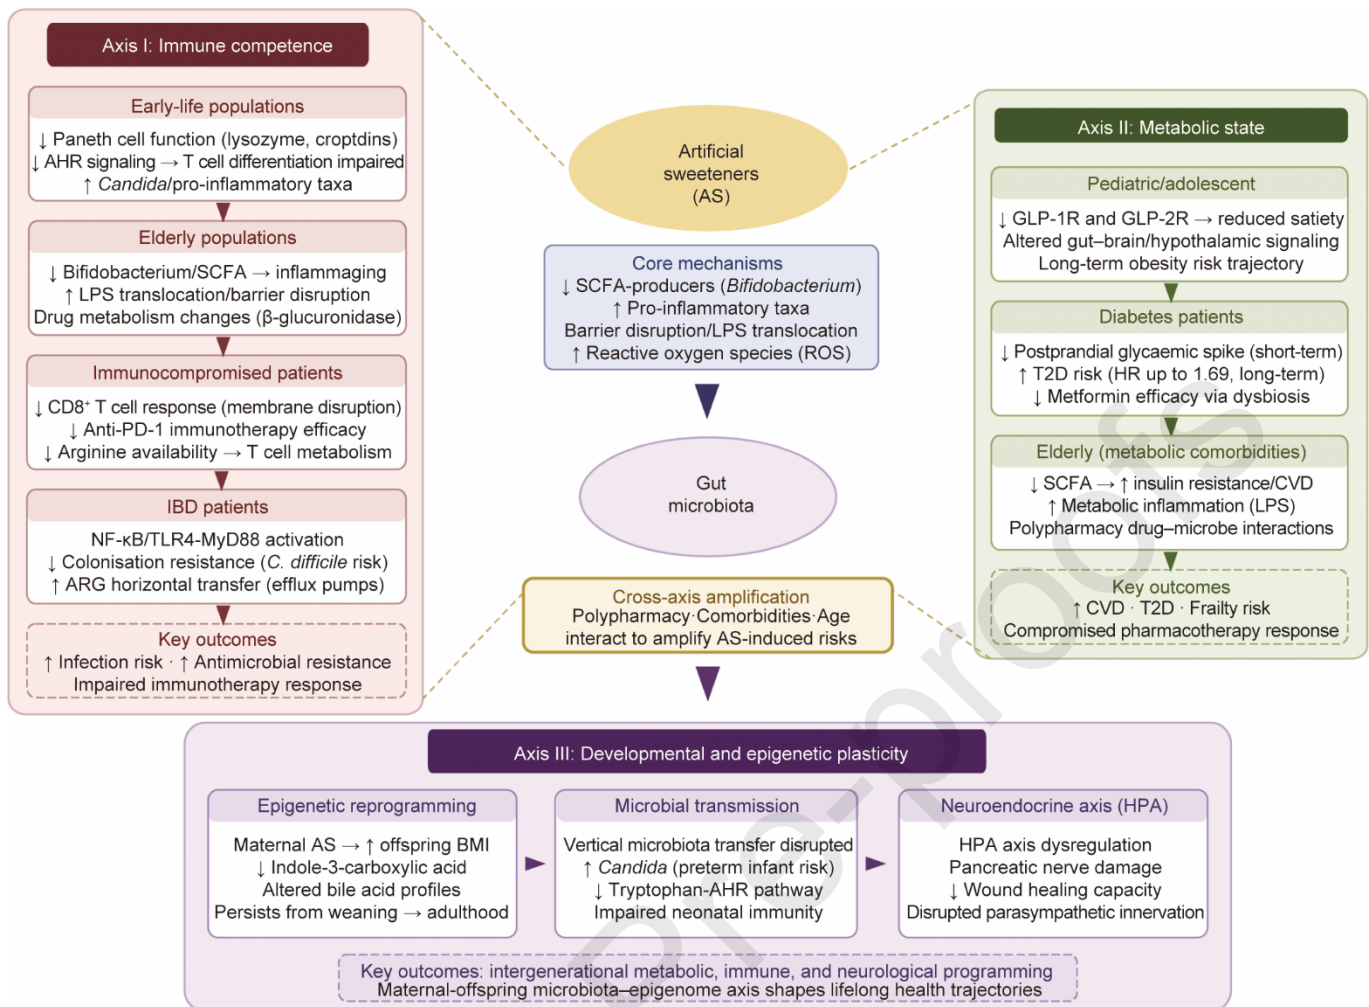 Axis I: Immune competence
Early-life populations
↓ Paneth cell function (lysozyme, croptdins)
↓ AHR signaling → T cell differentiation impaired
↑ Candida/pro-inflammatory taxa
Elderly populations
↓ Bifidobacterium/SCFA → inflammaging
↑ LPS translocation/barrier disruption
Drug metabolism changes (β-glucuronidase)
Immunocompromised patients
↓ CD8⁺ T cell response (membrane disruption)
↓ Anti-PD-1 immunotherapy efficacy
↓ Arginine availability → T cell metabolism
IBD patients
NF-κB/TLR4-MyD88 activation
↓ Colonisation resistance (C. difficile risk)
↑ ARG horizontal transfer (efflux pumps)
Key outcomes
↑ Infection risk · ↑ Antimicrobial resistance
Impaired immunotherapy response
Artificial
sweeteners
(AS)
Core mechanisms
↓ SCFA-producers (Bifidobacterium)
↑ Pro-inflammatory taxa
Barrier disruption/LPS translocation
↑ Reactive oxygen species (ROS)
Gut
microbiota
Cross-axis amplification
Polypharmacy·Comorbidities·Age
interact to amplify AS-induced risks
Axis II: Metabolic state
Pediatric/adolescent
↓ GLP-1R and GLP-2R → reduced satiety
Altered gut–brain/hypothalamic signaling
Long-term obesity risk trajectory
Diabetes patients
↓ Postprandial glycaemic spike (short-term)
↑ T2D risk (HR up to 1.69, long-term)
↓ Metformin efficacy via dysbiosis
Elderly (metabolic comorbidities)
↓ SCFA → ↑ insulin resistance/CVD
↑ Metabolic inflammation (LPS)
Polypharmacy drug–microbe interactions
Key outcomes
↑ CVD · T2D · Frailty risk
Compromised pharmacotherapy response
Axis III: Developmental and epigenetic plasticity
Epigenetic reprogramming
Maternal AS → ↑ offspring BMI
↓ Indole-3-carboxylic acid
Altered bile acid profiles
Persists from weaning → adulthood
Microbial transmission
Vertical microbiota transfer disrupted
↑ Candida (preterm infant risk)
↓ Tryptophan-AHR pathway
Impaired neonatal immunity
Neuroendocrine axis (HPA)
HPA axis dysregulation
Pancreatic nerve damage
↓ Wound healing capacity
Disrupted parasympathetic innervation
Key outcomes: intergenerational metabolic, immune, and neurological programming
Maternal-offspring microbiota–epigenome axis shapes lifelong health trajectories
Pre-proofs